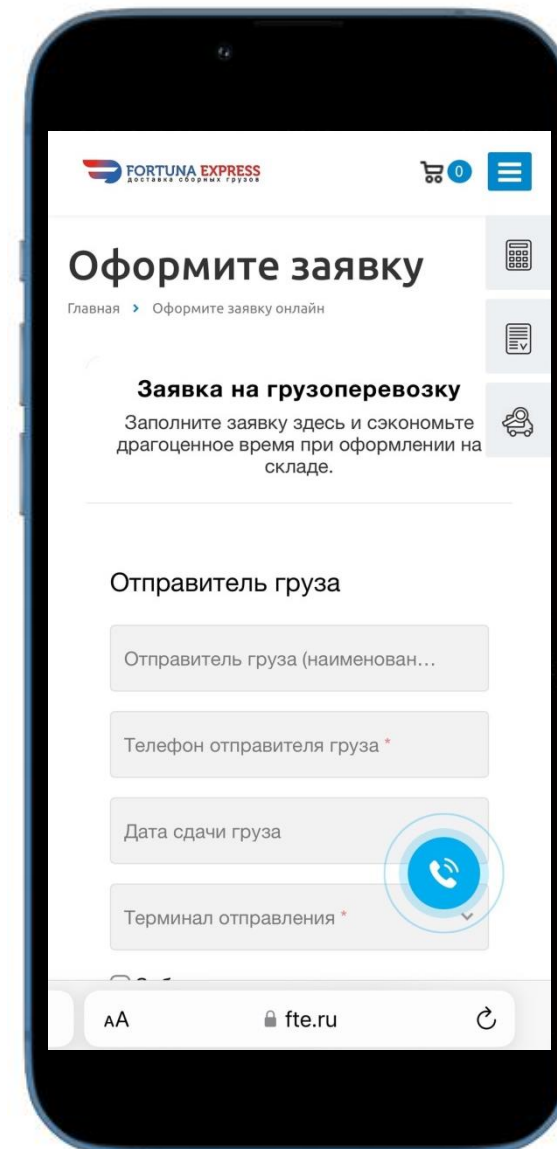 FORTUNA EXPRESS
доставка сборных грузов
0
Оформите заявку
Главная > Оформите заявку онлайн
Заявка на грузоперевозку
Заполните заявку здесь и сэкономьте
драгоценное время при оформлении на
складе.
Отправитель груза
Отправитель груза (наименован…
Телефон отправителя груза *
Дата сдачи груза
Терминал отправления *
AA
fte.ru